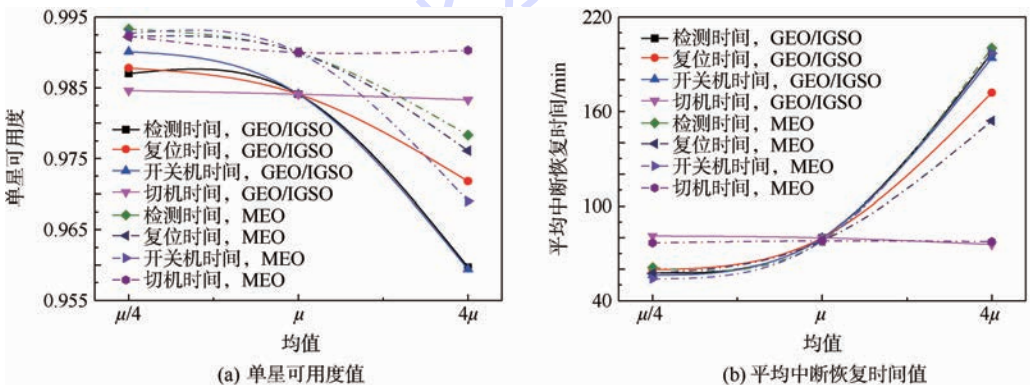 0.995
0.985
0.975
0.965
0.955
单星可用度
检测时间，GEO/IGSO
复位时间，GEO/IGSO
开关机时间，GEO/IGSO
切机时间，GEO/IGSO
检测时间，MEO
复位时间，MEO
开关机时间，MEO
切机时间，MEO
μ/4 μ 4μ
均值
(a) 单星可用度值
220
160
100
40
平均中断恢复时间/min
检测时间，GEO/IGSO
复位时间，GEO/IGSO
开关机时间，GEO/IGSO
切机时间，GEO/IGSO
检测时间，MEO
复位时间，MEO
开关机时间，MEO
切机时间，MEO
μ/4 μ 4μ
均值
(b) 平均中断恢复时间值